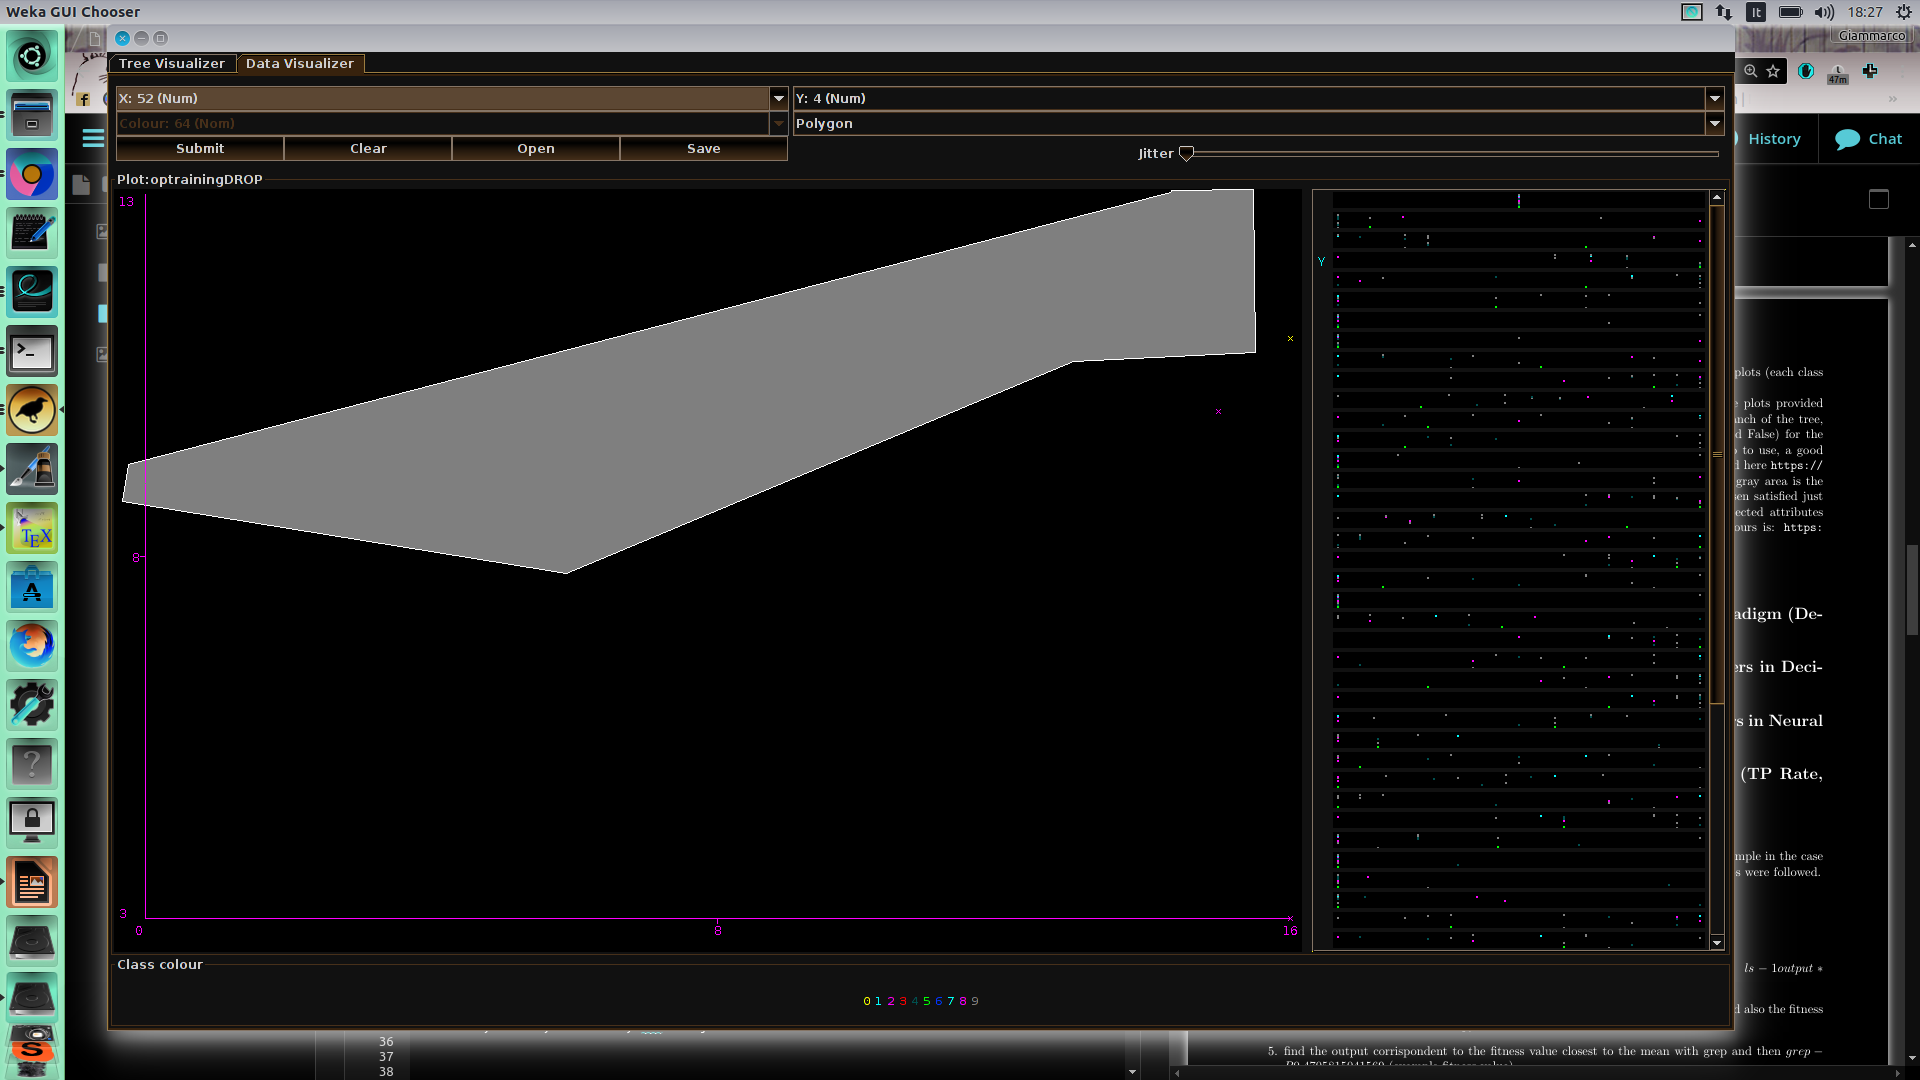 Weka GUI Chooser
It
18:27
Giammarco
Tree Visualizer
Data Visualizer
X: 52 (Num)
Y: 4 (Num)
Colour: 64 (Nom)
Polygon
Submit
Clear
Open
Save
Jitter
Plot:optrainingDROP
13
8
3
0
8
16
Y
Class colour
0 1 2 3 4 5 6 7 8 9
47m
History
Chat
plots (each class
plots provided
nch of the tree,
d False) for the
to use, a good
d here https://
gray area is the
en satisfied just
ected attributes
ours is: https:
adigm (De-
ers in Deci-
s in Neural
(TP Rate,
mple in the case
s were followed.
ls − 1output ∗
d also the fitness
36
37
38
5. find the output corrispondent to the fitness value closest to the mean with grep and then grep −
TEX